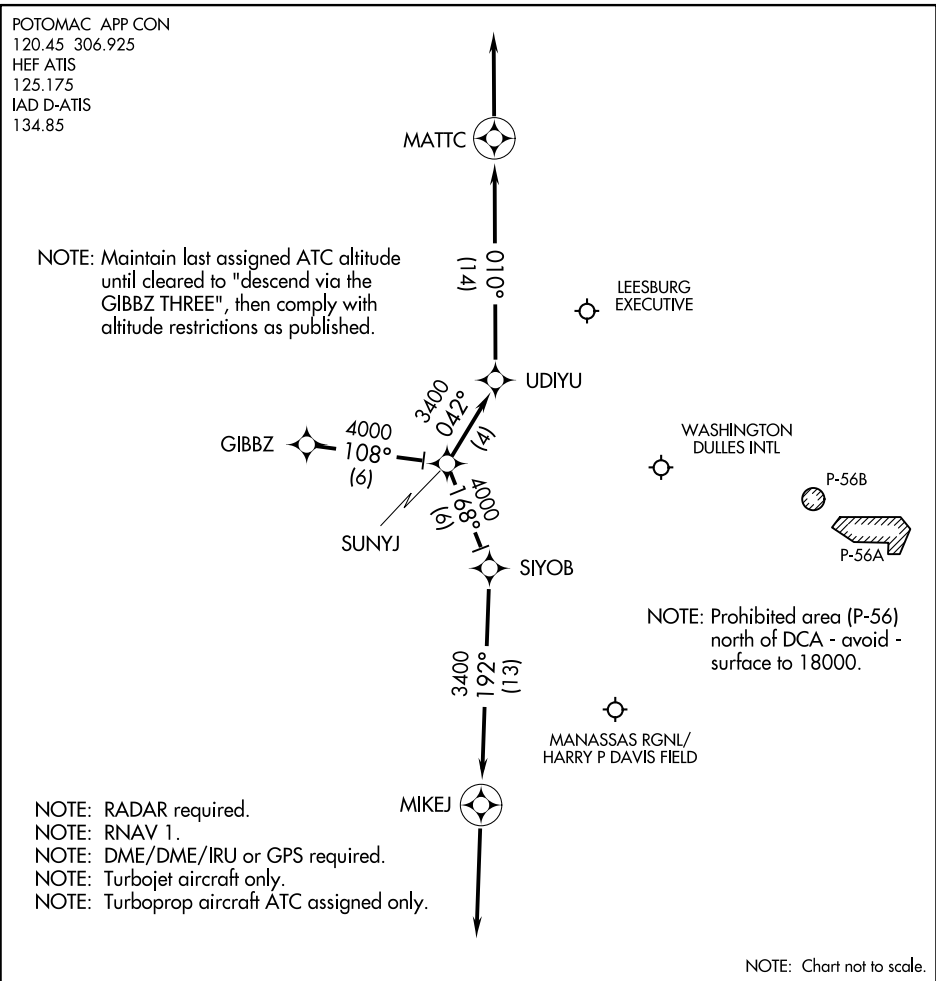 POTOMAC APP CON
120.45 306.925
HEF ATIS
125.175
IAD D-ATIS
134.85
MATTC
NOTE: Maintain last assigned ATC altitude
until cleared to "descend via the
GIBBZ THREE", then comply with
altitude restrictions as published.
010°
(14)
LEESBURG
EXECUTIVE
UDIYU
3400
042°
(4)
GIBBZ
4000
108°
(6)
WASHINGTON
DULLES INTL
P-56B
P-56A
4000
168°
(6)
SUNYJ
SIYOB
NOTE: Prohibited area (P-56)
north of DCA - avoid -
surface to 18000.
3400
192°
(13)
MANASSAS RGNL/
HARRY P DAVIS FIELD
MIKEJ
NOTE: RADAR required.
NOTE: RNAV 1.
NOTE: DME/DME/IRU or GPS required.
NOTE: Turbojet aircraft only.
NOTE: Turboprop aircraft ATC assigned only.
NOTE: Chart not to scale.